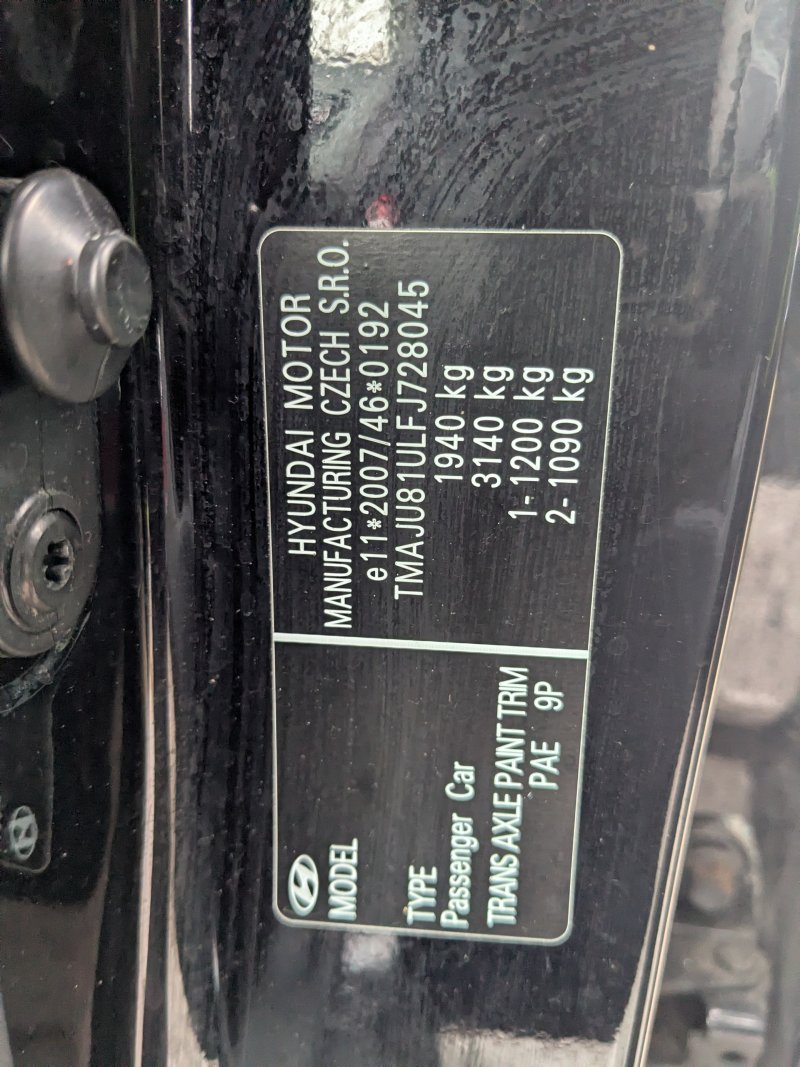 HYUNDAI MOTOR
MANUFACTURING CZECH S.R.O.
e11*2007/46*0192
TMAJU81ULFJ728045
1940 kg
3140 kg
1- 1200 kg
2- 1090 kg
MODEL
TYPE
Passenger Car
TRANS AXLE PAINT TRIM
PAE 9P